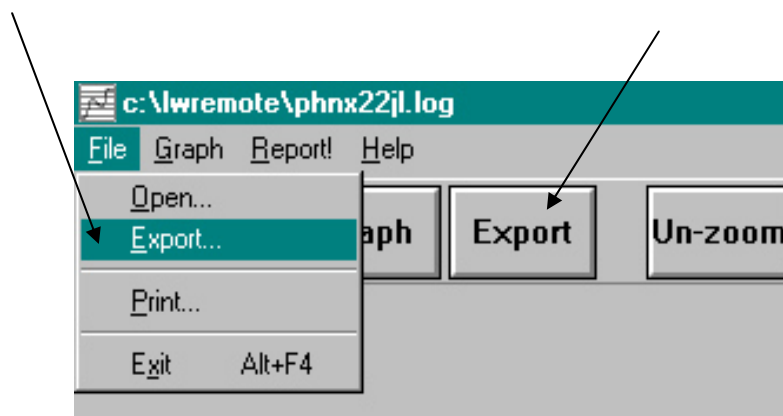 c:\lwremote\phnx22jl.log
File Graph Report! Help
Open...
Export...
Print...
Exit Alt+F4
aph Export Un-zoom